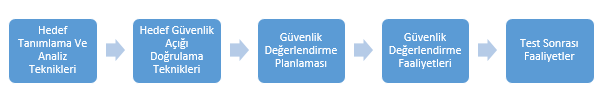 Hedef
Tanımlama Ve
Analiz
Teknikleri
Hedef Güvenlik
Açığı
Doğrulama
Teknikleri
Güvenlik
Değerlendirme
Planlaması
Güvenlik
Değerlendirme
Faaliyetleri
Test Sonrası
Faaliyetler